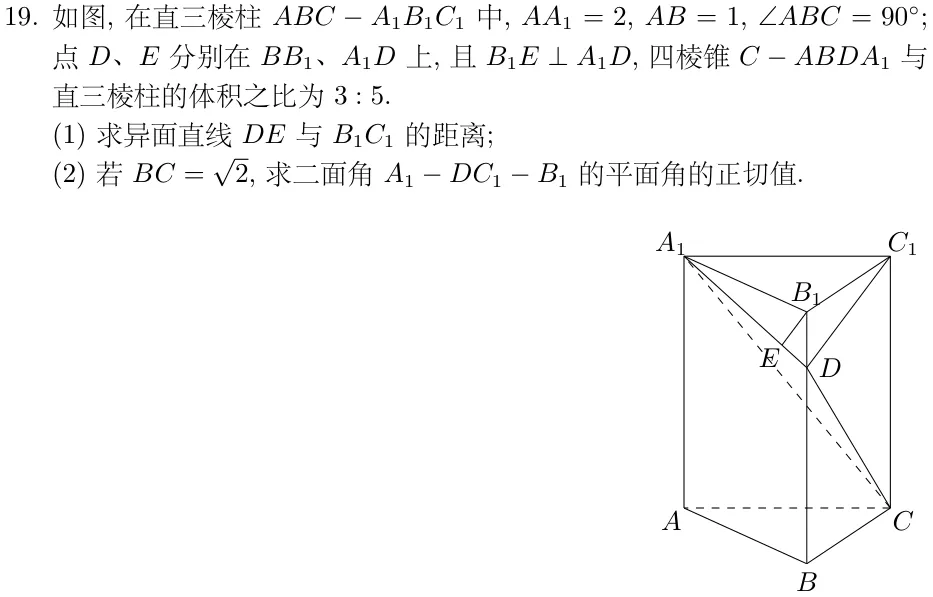 19. 如图, 在直三棱柱 ABC − A₁B₁C₁ 中, AA₁ = 2, AB = 1, ∠ABC = 90°;
点 D、E 分别在 BB₁、A₁D 上, 且 B₁E ⊥ A₁D, 四棱锥 C − ABDA₁ 与
直三棱柱的体积之比为 3 : 5.
(1) 求异面直线 DE 与 B₁C₁ 的距离;
(2) 若 BC = √2, 求二面角 A₁ − DC₁ − B₁ 的平面角的正切值.
A₁
C₁
B₁
E
D
A
C
B